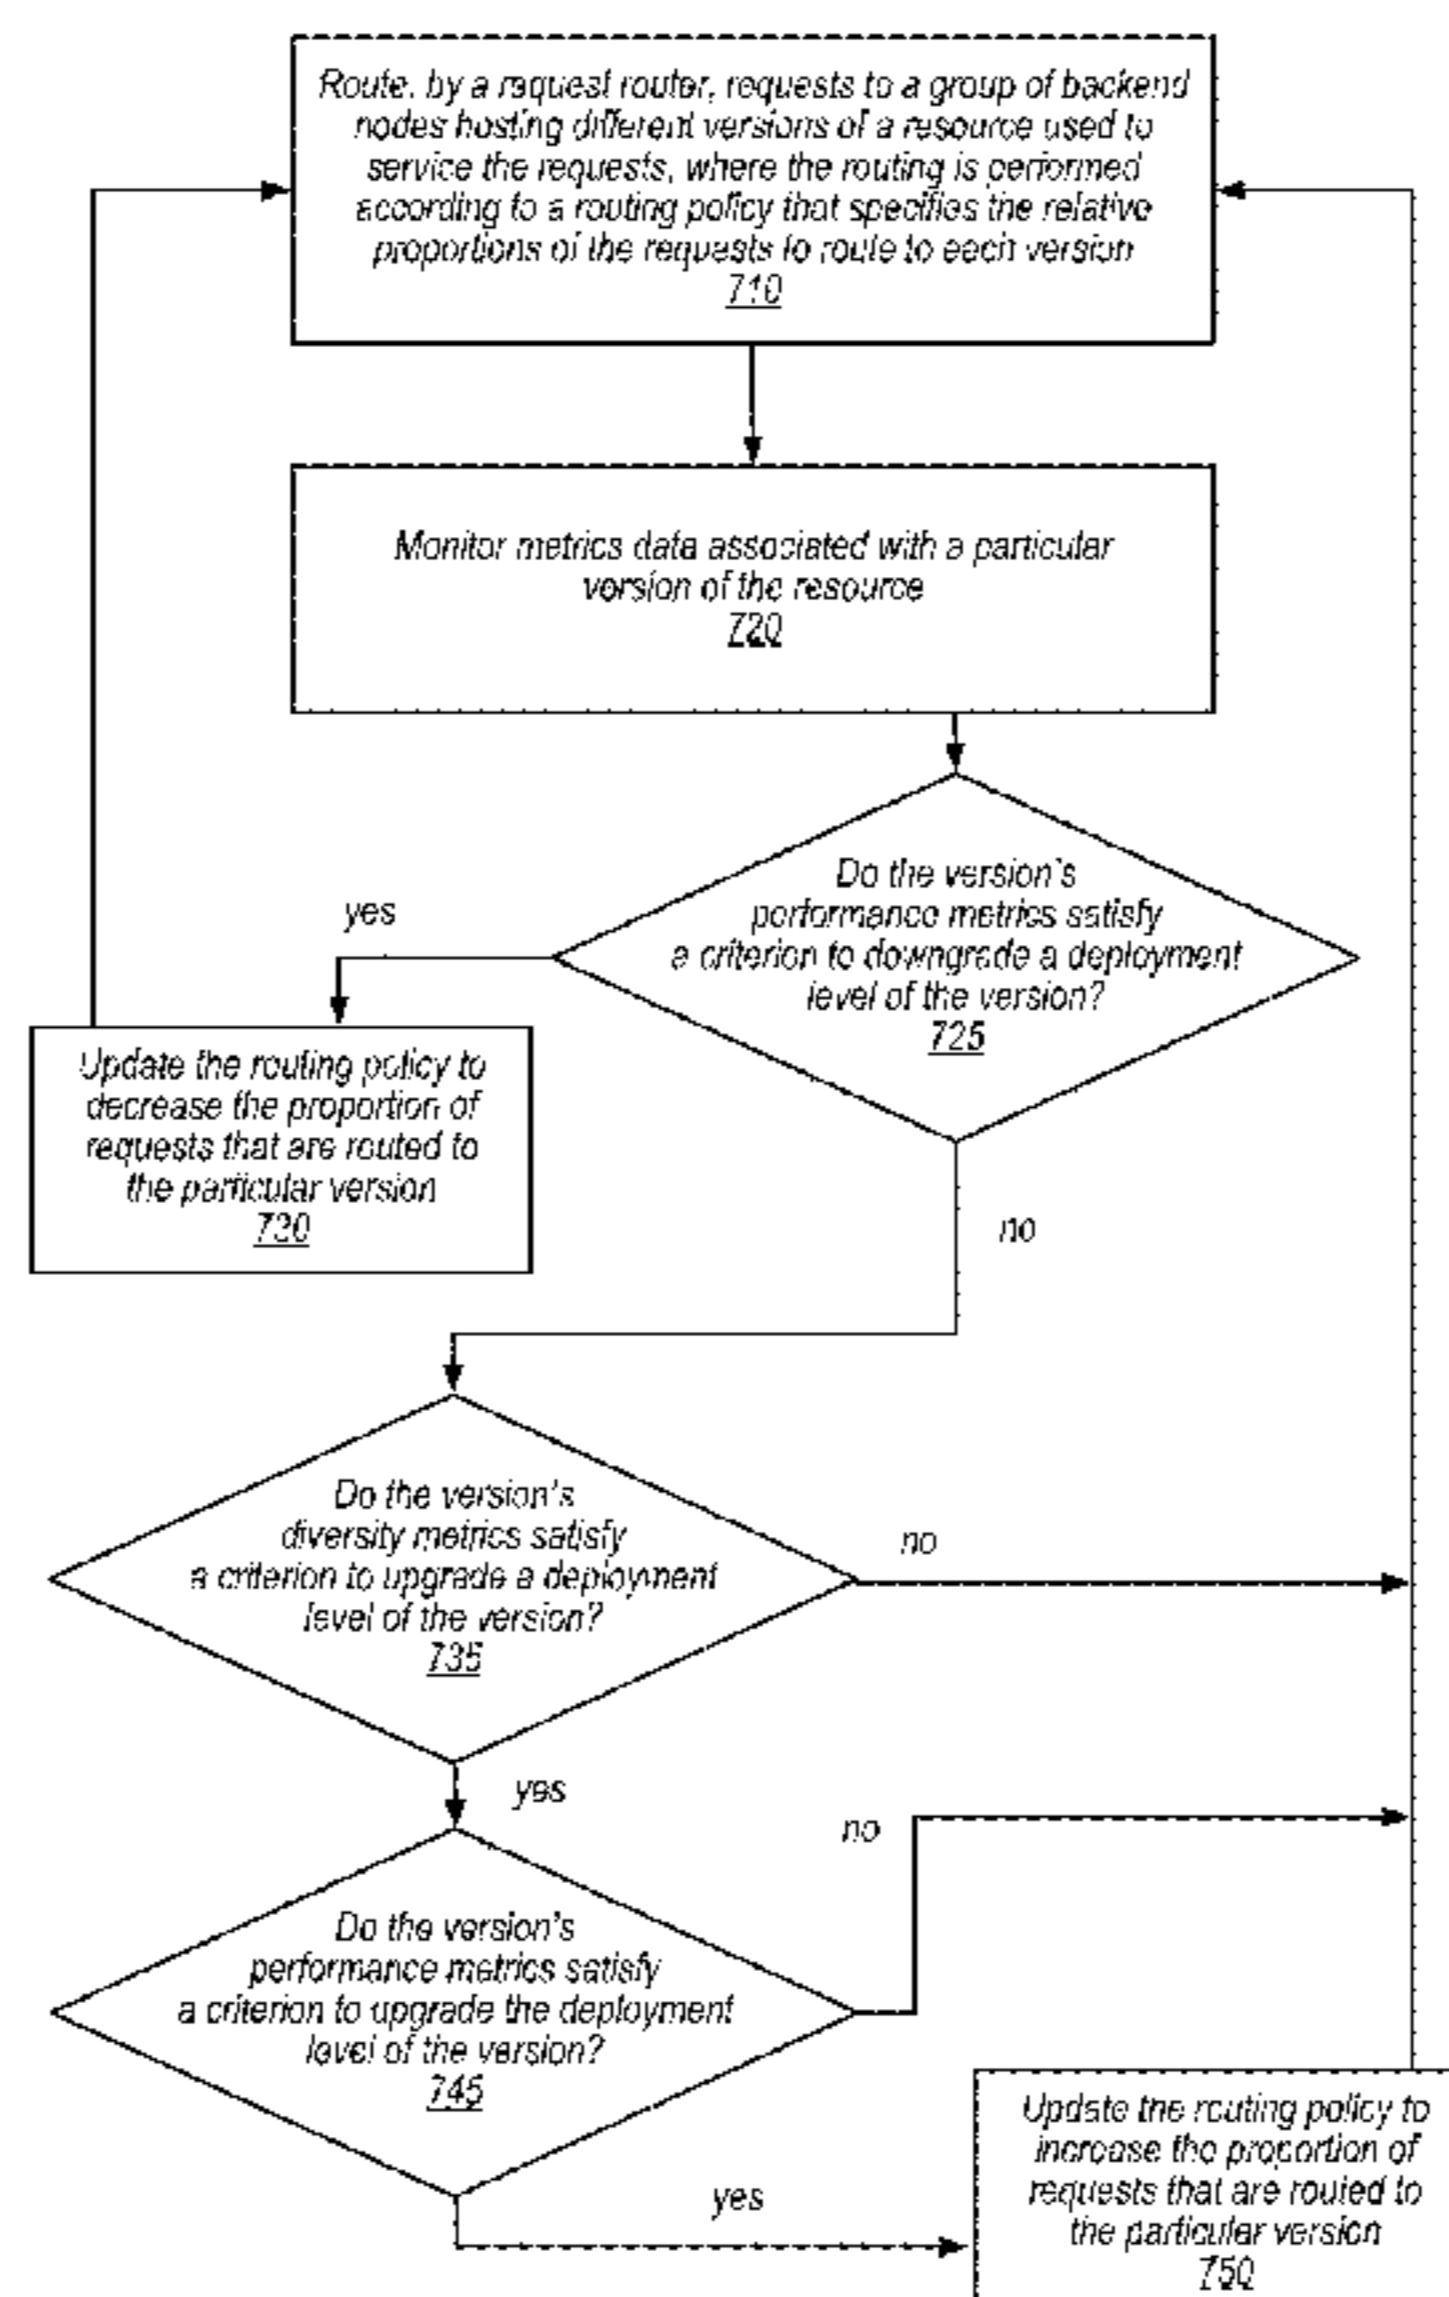 Route, by a request router, requests to a group of backend
nodes hosting different versions of a resource used to
service the requests, where the routing is performed
according to a routing policy that specifies the relative
proportions of the requests to route to each version
710
Monitor metrics data associated with a particular
version of the resource
720
Do the version's
performance metrics satisfy
a criterion to downgrade a deployment
level of the version?
725
yes
Update the routing policy to
decrease the proportion of
requests that are routed to
the particular version
730
no
Do the version's
diversity metrics satisfy
a criterion to upgrade a deployment
level of the version?
735
no
yes
no
Do the version's
performance metrics satisfy
a criterion to upgrade the deployment
level of the version?
745
yes
Update the routing policy to
increase the proportion of
requests that are routed to
the particular version
750